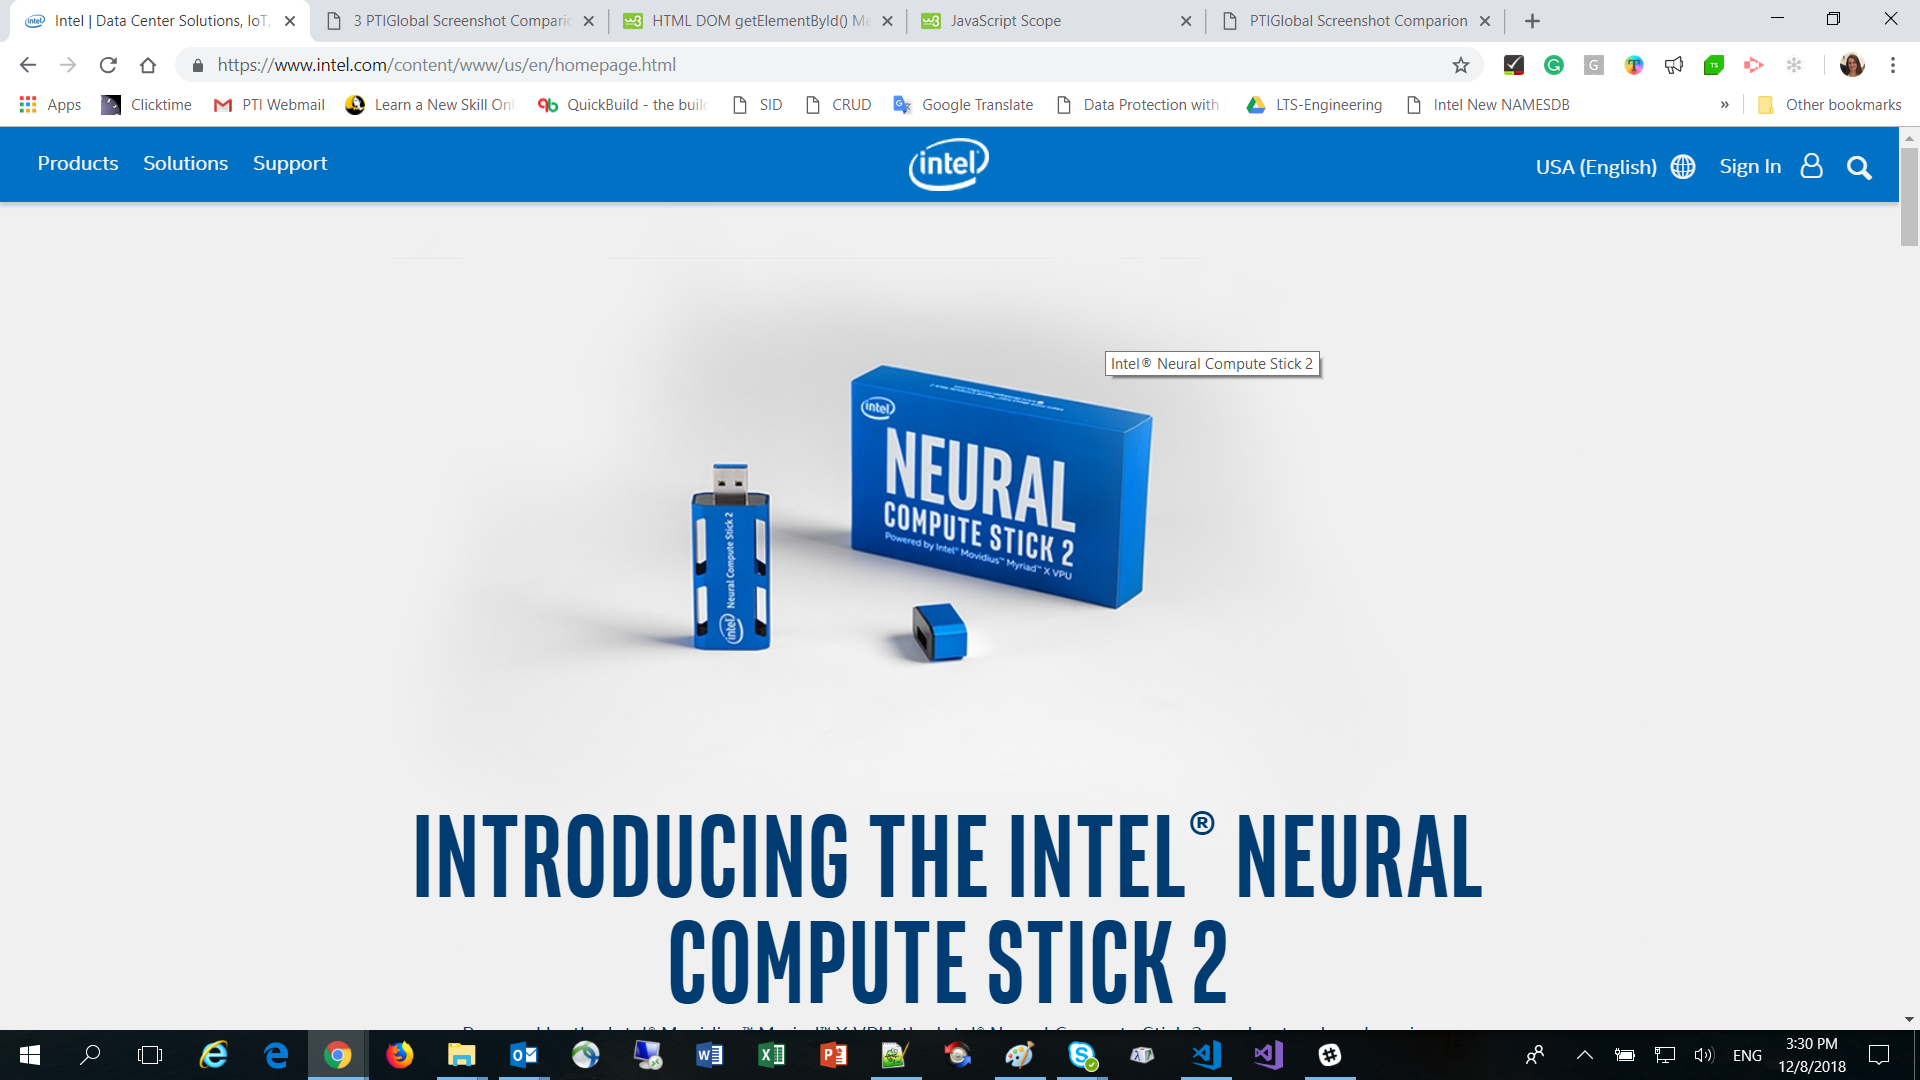 Intel | Data Center Solutions, IoT,
3 PTIGlobal Screenshot Comparic
HTML DOM getElementById() Me
JavaScript Scope
PTIGlobal Screenshot Comparion
https://www.intel.com/content/www/us/en/homepage.html
Apps
Clicktime
PTI Webmail
Learn a New Skill Onl
QuickBuild - the buil
SID
CRUD
Google Translate
Data Protection with
LTS-Engineering
Intel New NAMESDB
»
Other bookmarks
Products
Solutions
Support
intel
USA (English)
Sign In
Intel® Neural Compute Stick 2
intel
NEURAL
COMPUTE STICK 2
Powered by Intel® Movidius™ Myriad™ X VPU
intel Neural Compute Stick 2
INTRODUCING THE INTEL® NEURAL
COMPUTE STICK 2
ENG
3:30 PM
12/8/2018